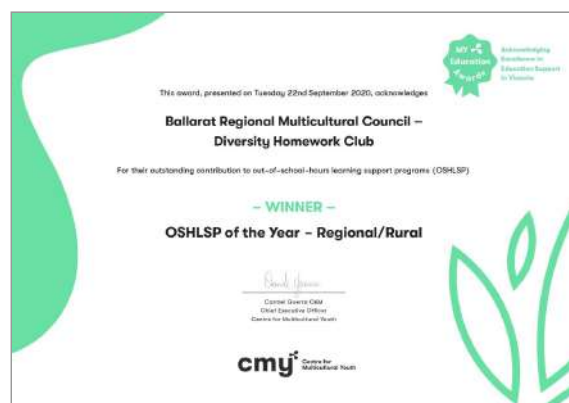 MY
Education
Awards
Acknowledging
Excellence in
Education Support
in Victoria
This award, presented on Tuesday 22nd September 2020, acknowledges
Ballarat Regional Multicultural Council –
Diversity Homework Club
For their outstanding contribution to out-of-school-hours learning support programs (OSHLSP)
– WINNER –
OSHLSP of the Year – Regional/Rural
Carmel Guerra OAM
Chief Executive Officer
Centre for Multicultural Youth
cmy
Centre for
Multicultural Youth